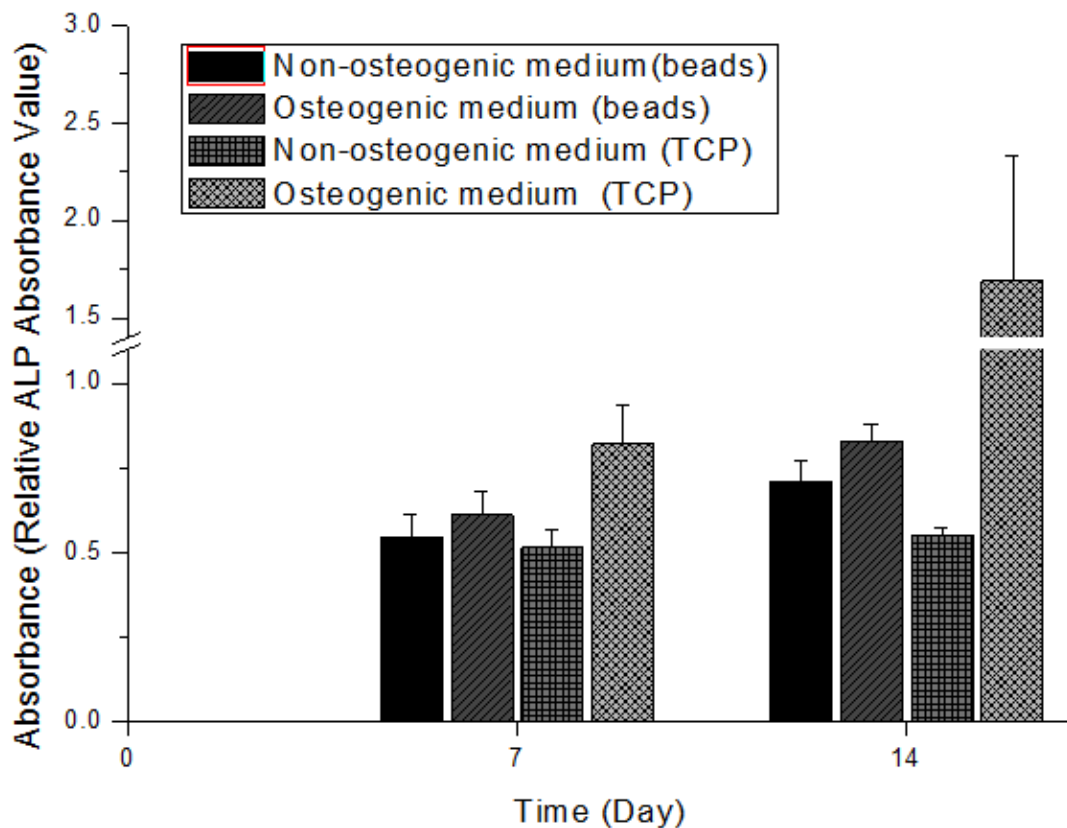 Absorbance (Relative ALP Absorbance Value)
3.0
2.5
2.0
1.5
1.0
0.5
0.0
Non-osteogenic medium(beads)
Osteogenic medium (beads)
Non-osteogenic medium (TCP)
Osteogenic medium (TCP)
0 7 14
Time (Day)